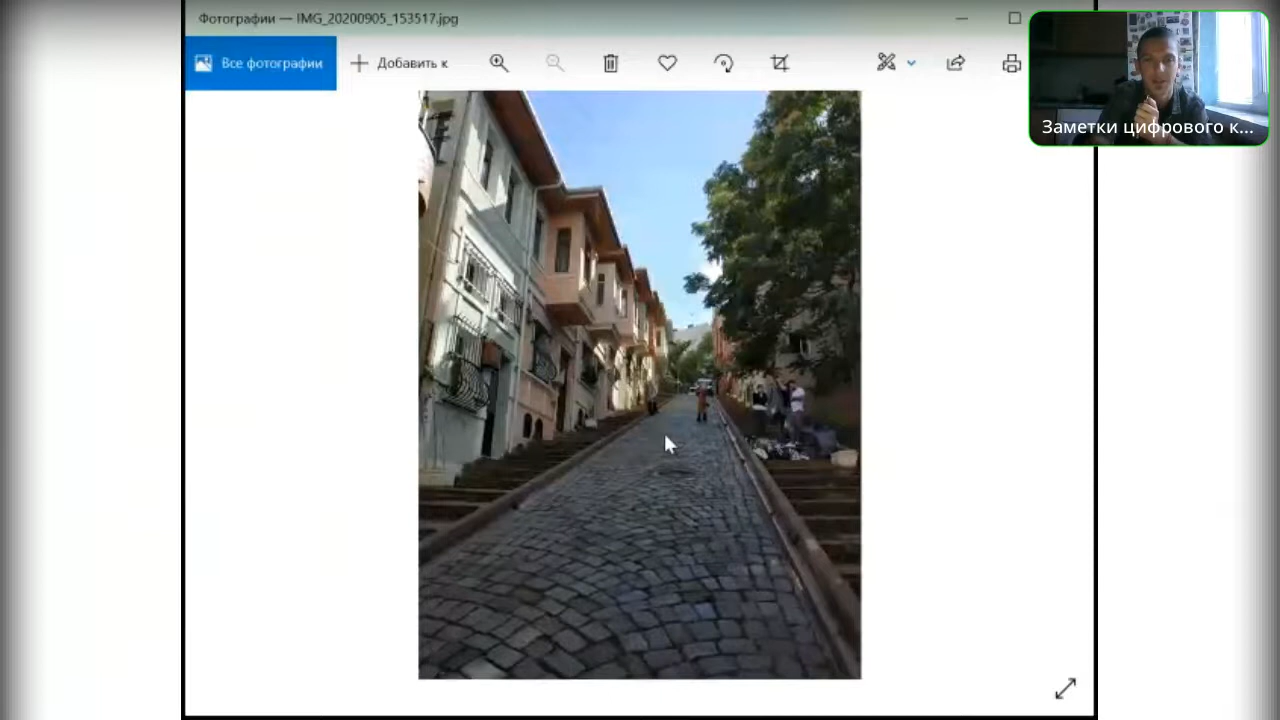 Фотографии — IMG_20200905_153517.jpg
Все фотографии
Добавить к
Заметки цифрового к...